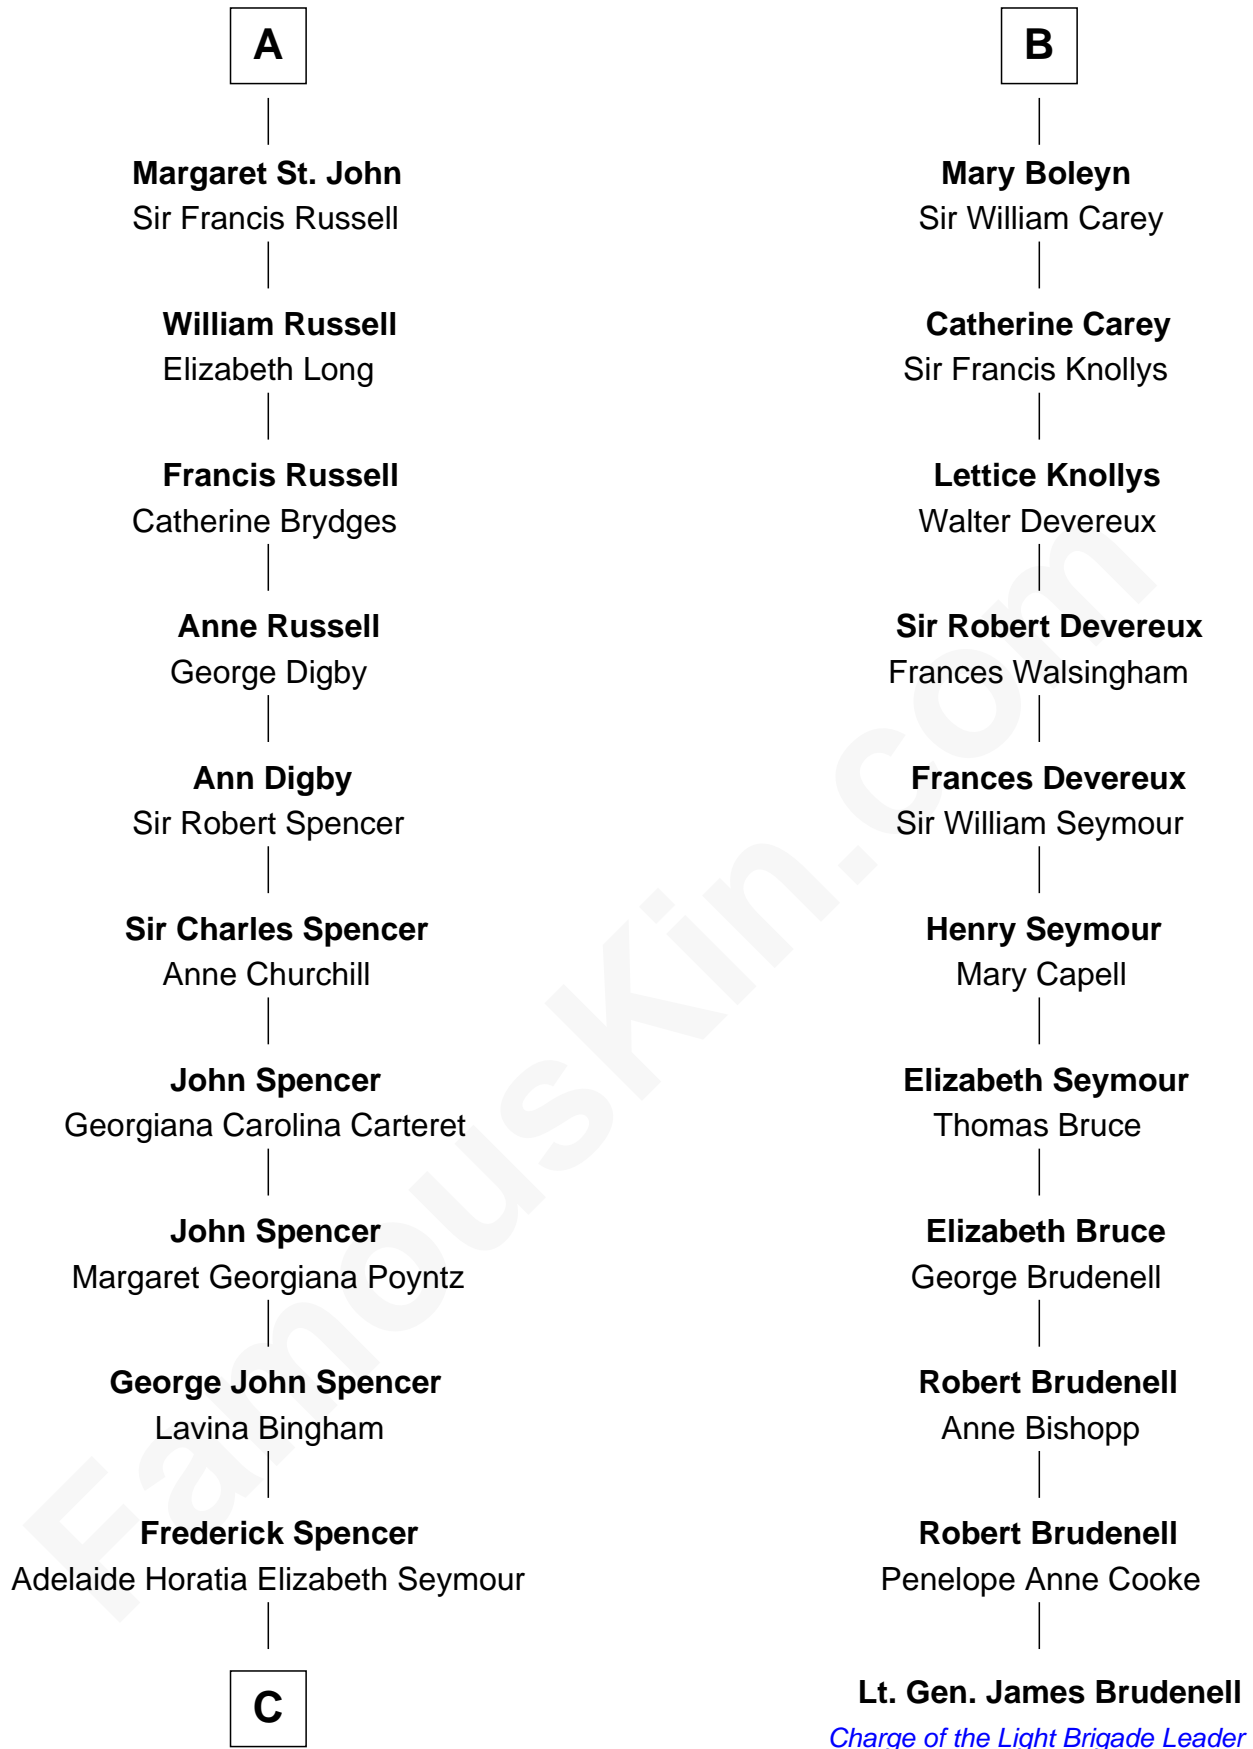 A
Margaret St. John
Sir Francis Russell
William Russell
Elizabeth Long
Francis Russell
Catherine Brydges
Anne Russell
George Digby
Ann Digby
Sir Robert Spencer
Sir Charles Spencer
Anne Churchill
John Spencer
Georgiana Carolina Carteret
John Spencer
Margaret Georgiana Poyntz
George John Spencer
Lavina Bingham
Frederick Spencer
Adelaide Horatia Elizabeth Seymour
C
B
Mary Boleyn
Sir William Carey
Catherine Carey
Sir Francis Knollys
Lettice Knollys
Walter Devereux
Sir Robert Devereux
Frances Walsingham
Frances Devereux
Sir William Seymour
Henry Seymour
Mary Capell
Elizabeth Seymour
Thomas Bruce
Elizabeth Bruce
George Brudenell
Robert Brudenell
Anne Bishopp
Robert Brudenell
Penelope Anne Cooke
Lt. Gen. James Brudenell
Charge of the Light Brigade Leader
FamousKin.com